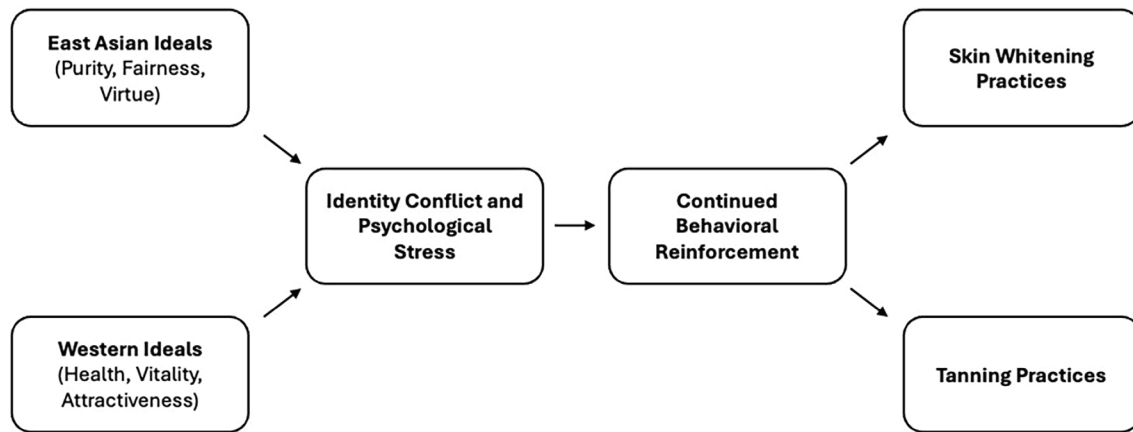 East Asian Ideals
(Purity, Fairness,
Virtue)
Western Ideals
(Health, Vitality,
Attractiveness)
Identity Conflict and
Psychological
Stress
Continued
Behavioral
Reinforcement
Skin Whitening
Practices
Tanning Practices